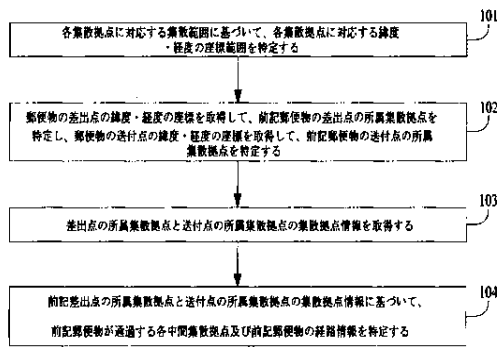 101
各集散拠点に対応する集散範囲に基づいて、各集散拠点に対応する緯度
・経度の座標範囲を特定する
102
郵便物の差出点の緯度・経度の座標を取得して、前記郵便物の差出点の所属集散拠点を
特定し、郵便物の送付点の緯度・経度の座標を取得して、前記郵便物の送付点の所属
集散拠点を特定する
103
差出点の所属集散拠点と送付点の所属集散拠点の集散拠点情報を取得する
104
前記差出点の所属集散拠点と送付点の所属集散拠点の集散拠点情報に基づいて、
前記郵便物が通過する各中間集散拠点及び前記郵便物の経路情報を特定する